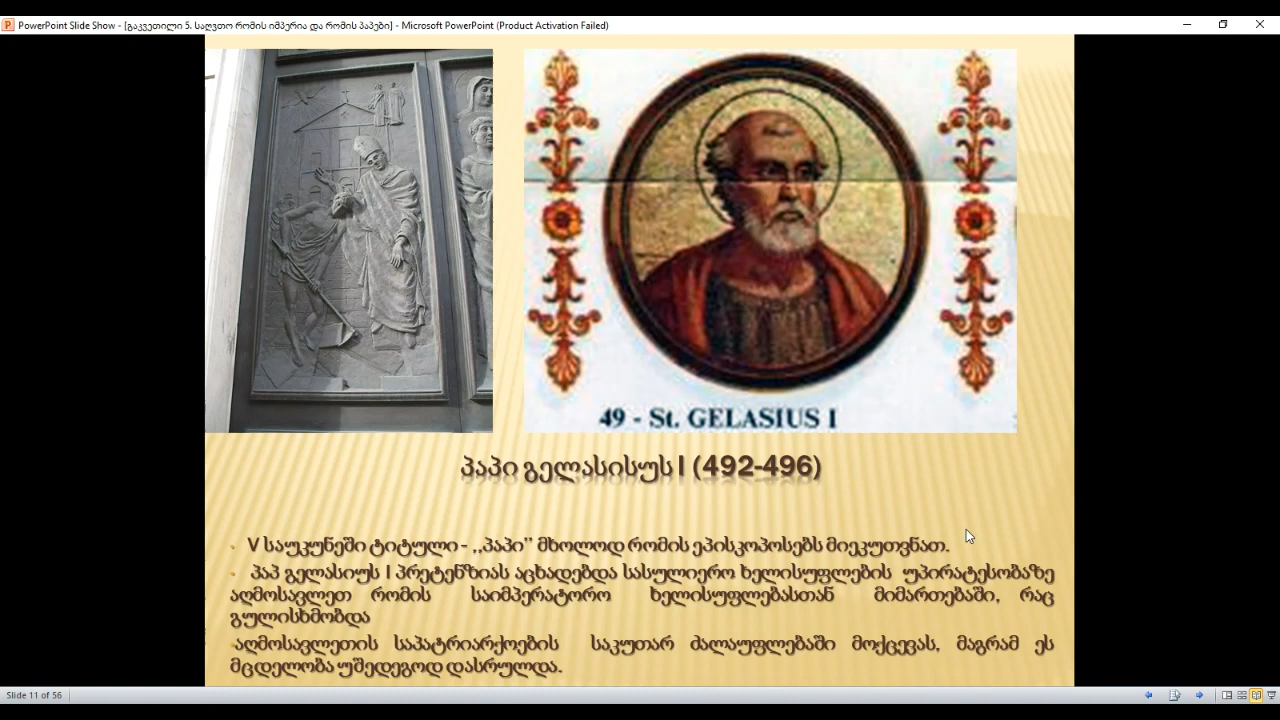 PowerPoint Slide Show - [გაკვეთილი 5. საღვთო რომის იმპერია და რომის პაპები] - Microsoft PowerPoint (Product Activation Failed)
49 - St. GELASIUS I
პაპი გელასისუს I (492-496)
V საუკუნეში ტიტული - ,,პაპი’’ მხოლოდ რომის ეპისკოპოსებს მიეკუთვნათ.
პაპ გელასიუს I პრეტენზიას აცხადებდა სასულიერო ხელისუფლების უპირატესობაზე
აღმოსავლეთ რომის საიმპერატორო ხელისუფლებასთან მიმართებაში, რაც
გულისხმობდა
აღმოსავლეთის საპატრიარქოების საკუთარ ძალაუფლებაში მოქცევას, მაგრამ ეს
მცდელობა უშედეგოდ დასრულდა.
Slide 11 of 56